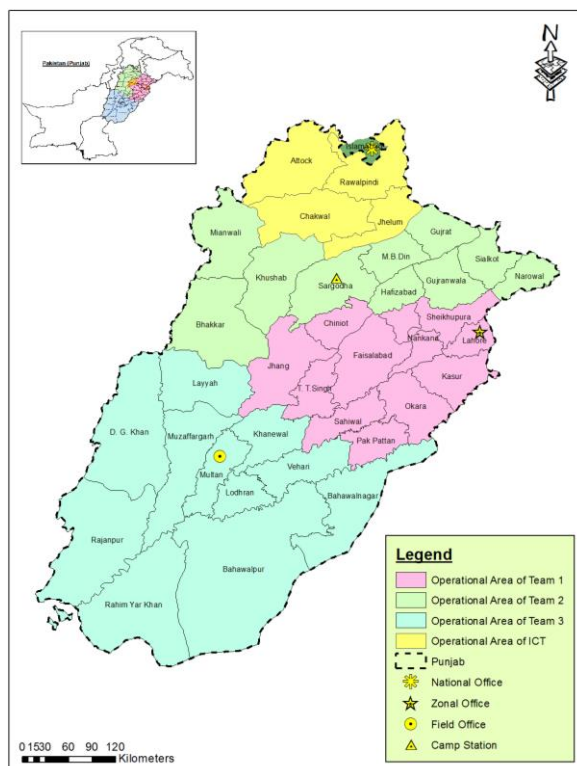 Pakistan (Punjab)
N
Islamabad
Attock
Rawalpindi
Chakwal
Jhelum
Mianwali
Gujrat
M.B.Din
Sialkot
Khushab
Sargodha
Gujranwala
Narowal
Hafizabad
Bhakkar
Chiniot
Sheikhupura
Nankana
Lahore
Faisalabad
Jhang
Kasur
Layyah
T.T.Singh
Okara
Sahiwal
D. G. Khan
Muzaffargarh
Khanewal
Pak Pattan
Vehari
Multan
Lodhran
Bahawalnagar
Rajanpur
Bahawalpur
Rahim Yar Khan
Legend
Operational Area of Team 1
Operational Area of Team 2
Operational Area of Team 3
Operational Area of ICT
Punjab
National Office
Zonal Office
Field Office
Camp Station
0 15 30 60 90 120
Kilometers